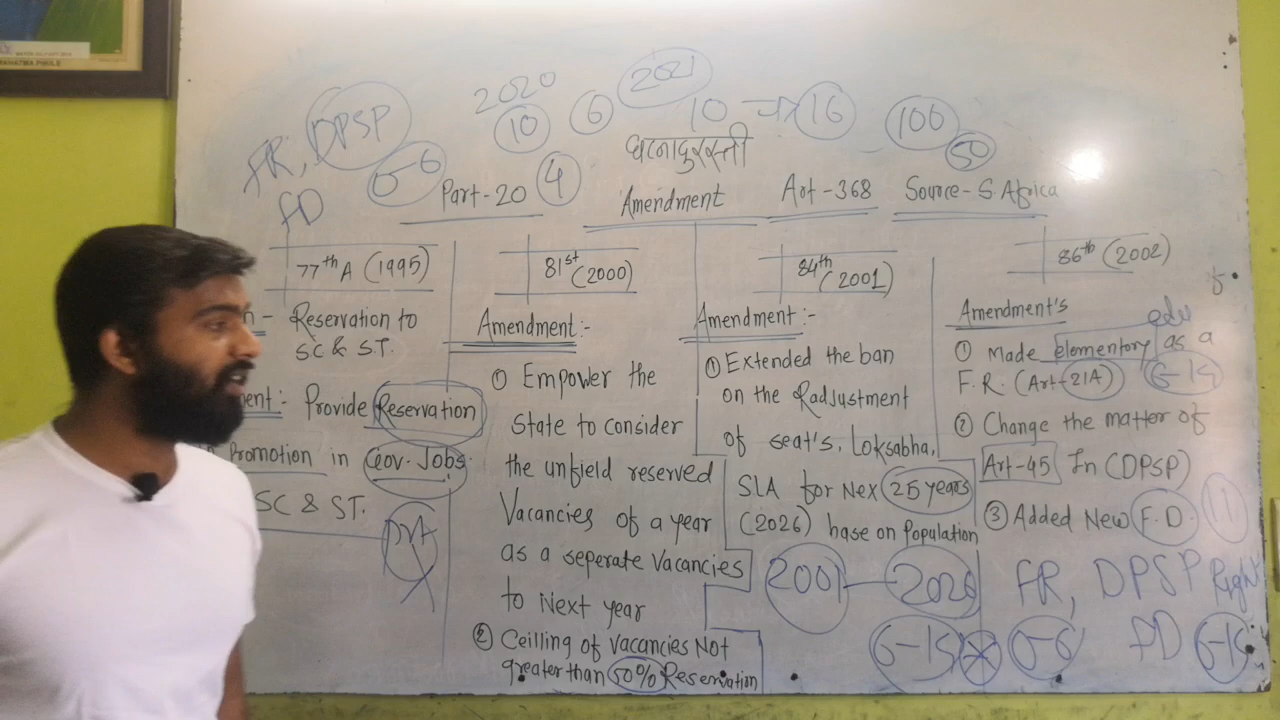 MAHATMA PHULE
2020
2021
10
6
10
16
100
50
FR, DPSP
0-6
FD
घटनादुरुस्ती
Part-20
4
Amendment
Art-368
Source-S Africa
77th A (1995)
Reservation to
SC & ST.
ent: Provide Reservation
Promotion in Gov. Jobs.
SC & ST.
81st (2000)
Amendment:-
① Empower the
State to consider
the unfield reserved
Vacancies of a year
as a seperate Vacancies
to Next year
② Ceilling of vacancies Not
greater than 50% Reservation
84th (2001)
Amendment:-
① Extended the ban
on the Radjustment
of seat's, Loksabha,
SLA for Nex 25 years
(2026) base on Population
2001 - 2026
6-15
0-6
86th (2002)
Amendment's
edu
① Made elementory as a
F.R. (Art-21A)
6-14
② Change the matter of
Art-45 In (DPSP)
③ Added New F.D.
11
FR, DPSP Right
FD
6-15